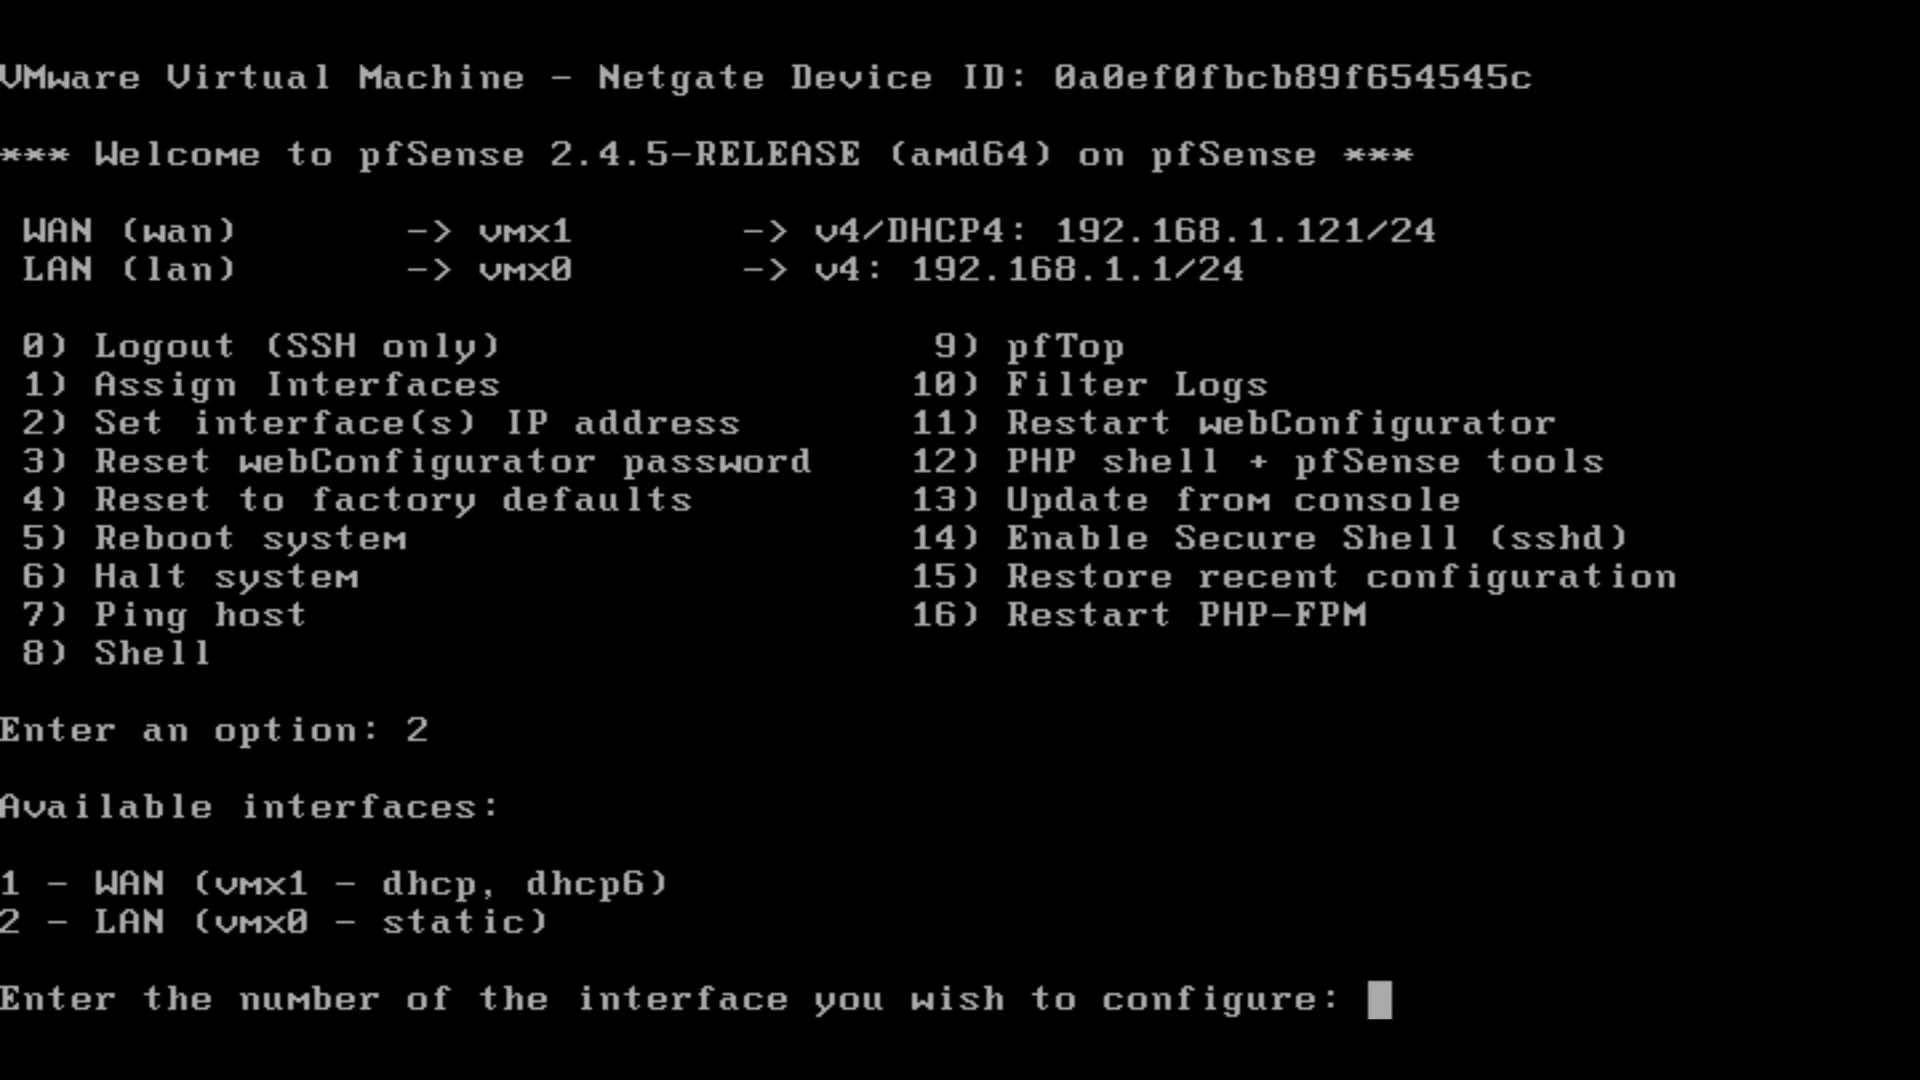 VMware Virtual Machine - Netgate Device ID: 0a0ef0fbcb89f654545c
*** Welcome to pfSense 2.4.5-RELEASE (amd64) on pfSense ***
WAN (wan) -> vmx1 -> v4/DHCP4: 192.168.1.121/24
LAN (lan) -> vmx0 -> v4: 192.168.1.1/24
0) Logout (SSH only) 9) pfTop
1) Assign Interfaces 10) Filter Logs
2) Set interface(s) IP address 11) Restart webConfigurator
3) Reset webConfigurator password 12) PHP shell + pfSense tools
4) Reset to factory defaults 13) Update from console
5) Reboot system 14) Enable Secure Shell (sshd)
6) Halt system 15) Restore recent configuration
7) Ping host 16) Restart PHP-FPM
8) Shell
Enter an option: 2
Available interfaces:
1 - WAN (vmx1 - dhcp, dhcp6)
2 - LAN (vmx0 - static)
Enter the number of the interface you wish to configure: